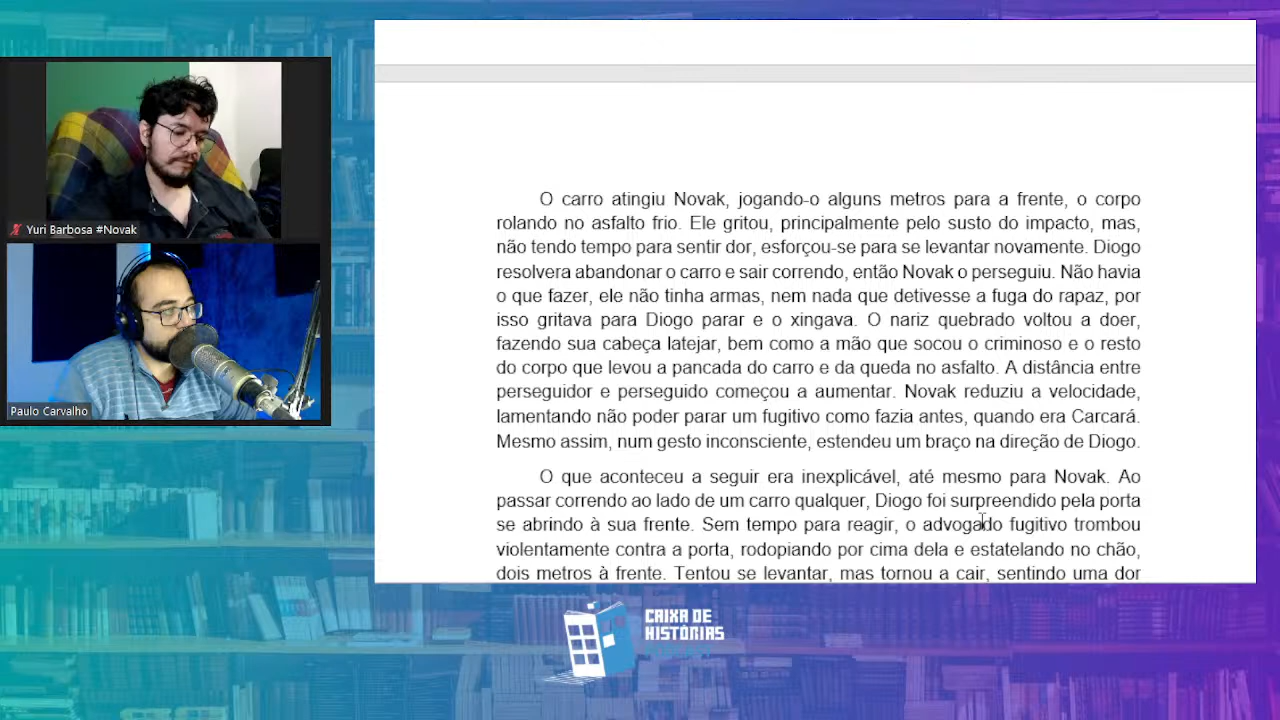 Yuri Barbosa #Novak
Paulo Carvalho
O carro atingiu Novak, jogando-o alguns metros para a frente, o corpo
rolando no asfalto frio. Ele gritou, principalmente pelo susto do impacto, mas,
não tendo tempo para sentir dor, esforçou-se para se levantar novamente. Diogo
resolvera abandonar o carro e sair correndo, então Novak o perseguiu. Não havia
o que fazer, ele não tinha armas, nem nada que detivesse a fuga do rapaz, por
isso gritava para Diogo parar e o xingava. O nariz quebrado voltou a doer,
fazendo sua cabeça latejar, bem como a mão que socou o criminoso e o resto
do corpo que levou a pancada do carro e da queda no asfalto. A distância entre
perseguidor e perseguido começou a aumentar. Novak reduziu a velocidade,
lamentando não poder parar um fugitivo como fazia antes, quando era Carcará.
Mesmo assim, num gesto inconsciente, estendeu um braço na direção de Diogo.
O que aconteceu a seguir era inexplicável, até mesmo para Novak. Ao
passar correndo ao lado de um carro qualquer, Diogo foi surpreendido pela porta
se abrindo à sua frente. Sem tempo para reagir, o advogado fugitivo trombou
violentamente contra a porta, rodopiando por cima dela e estatelando no chão,
dois metros à frente. Tentou se levantar, mas tornou a cair, sentindo uma dor
CAIXA DE
HISTÓRIAS
PODCAST